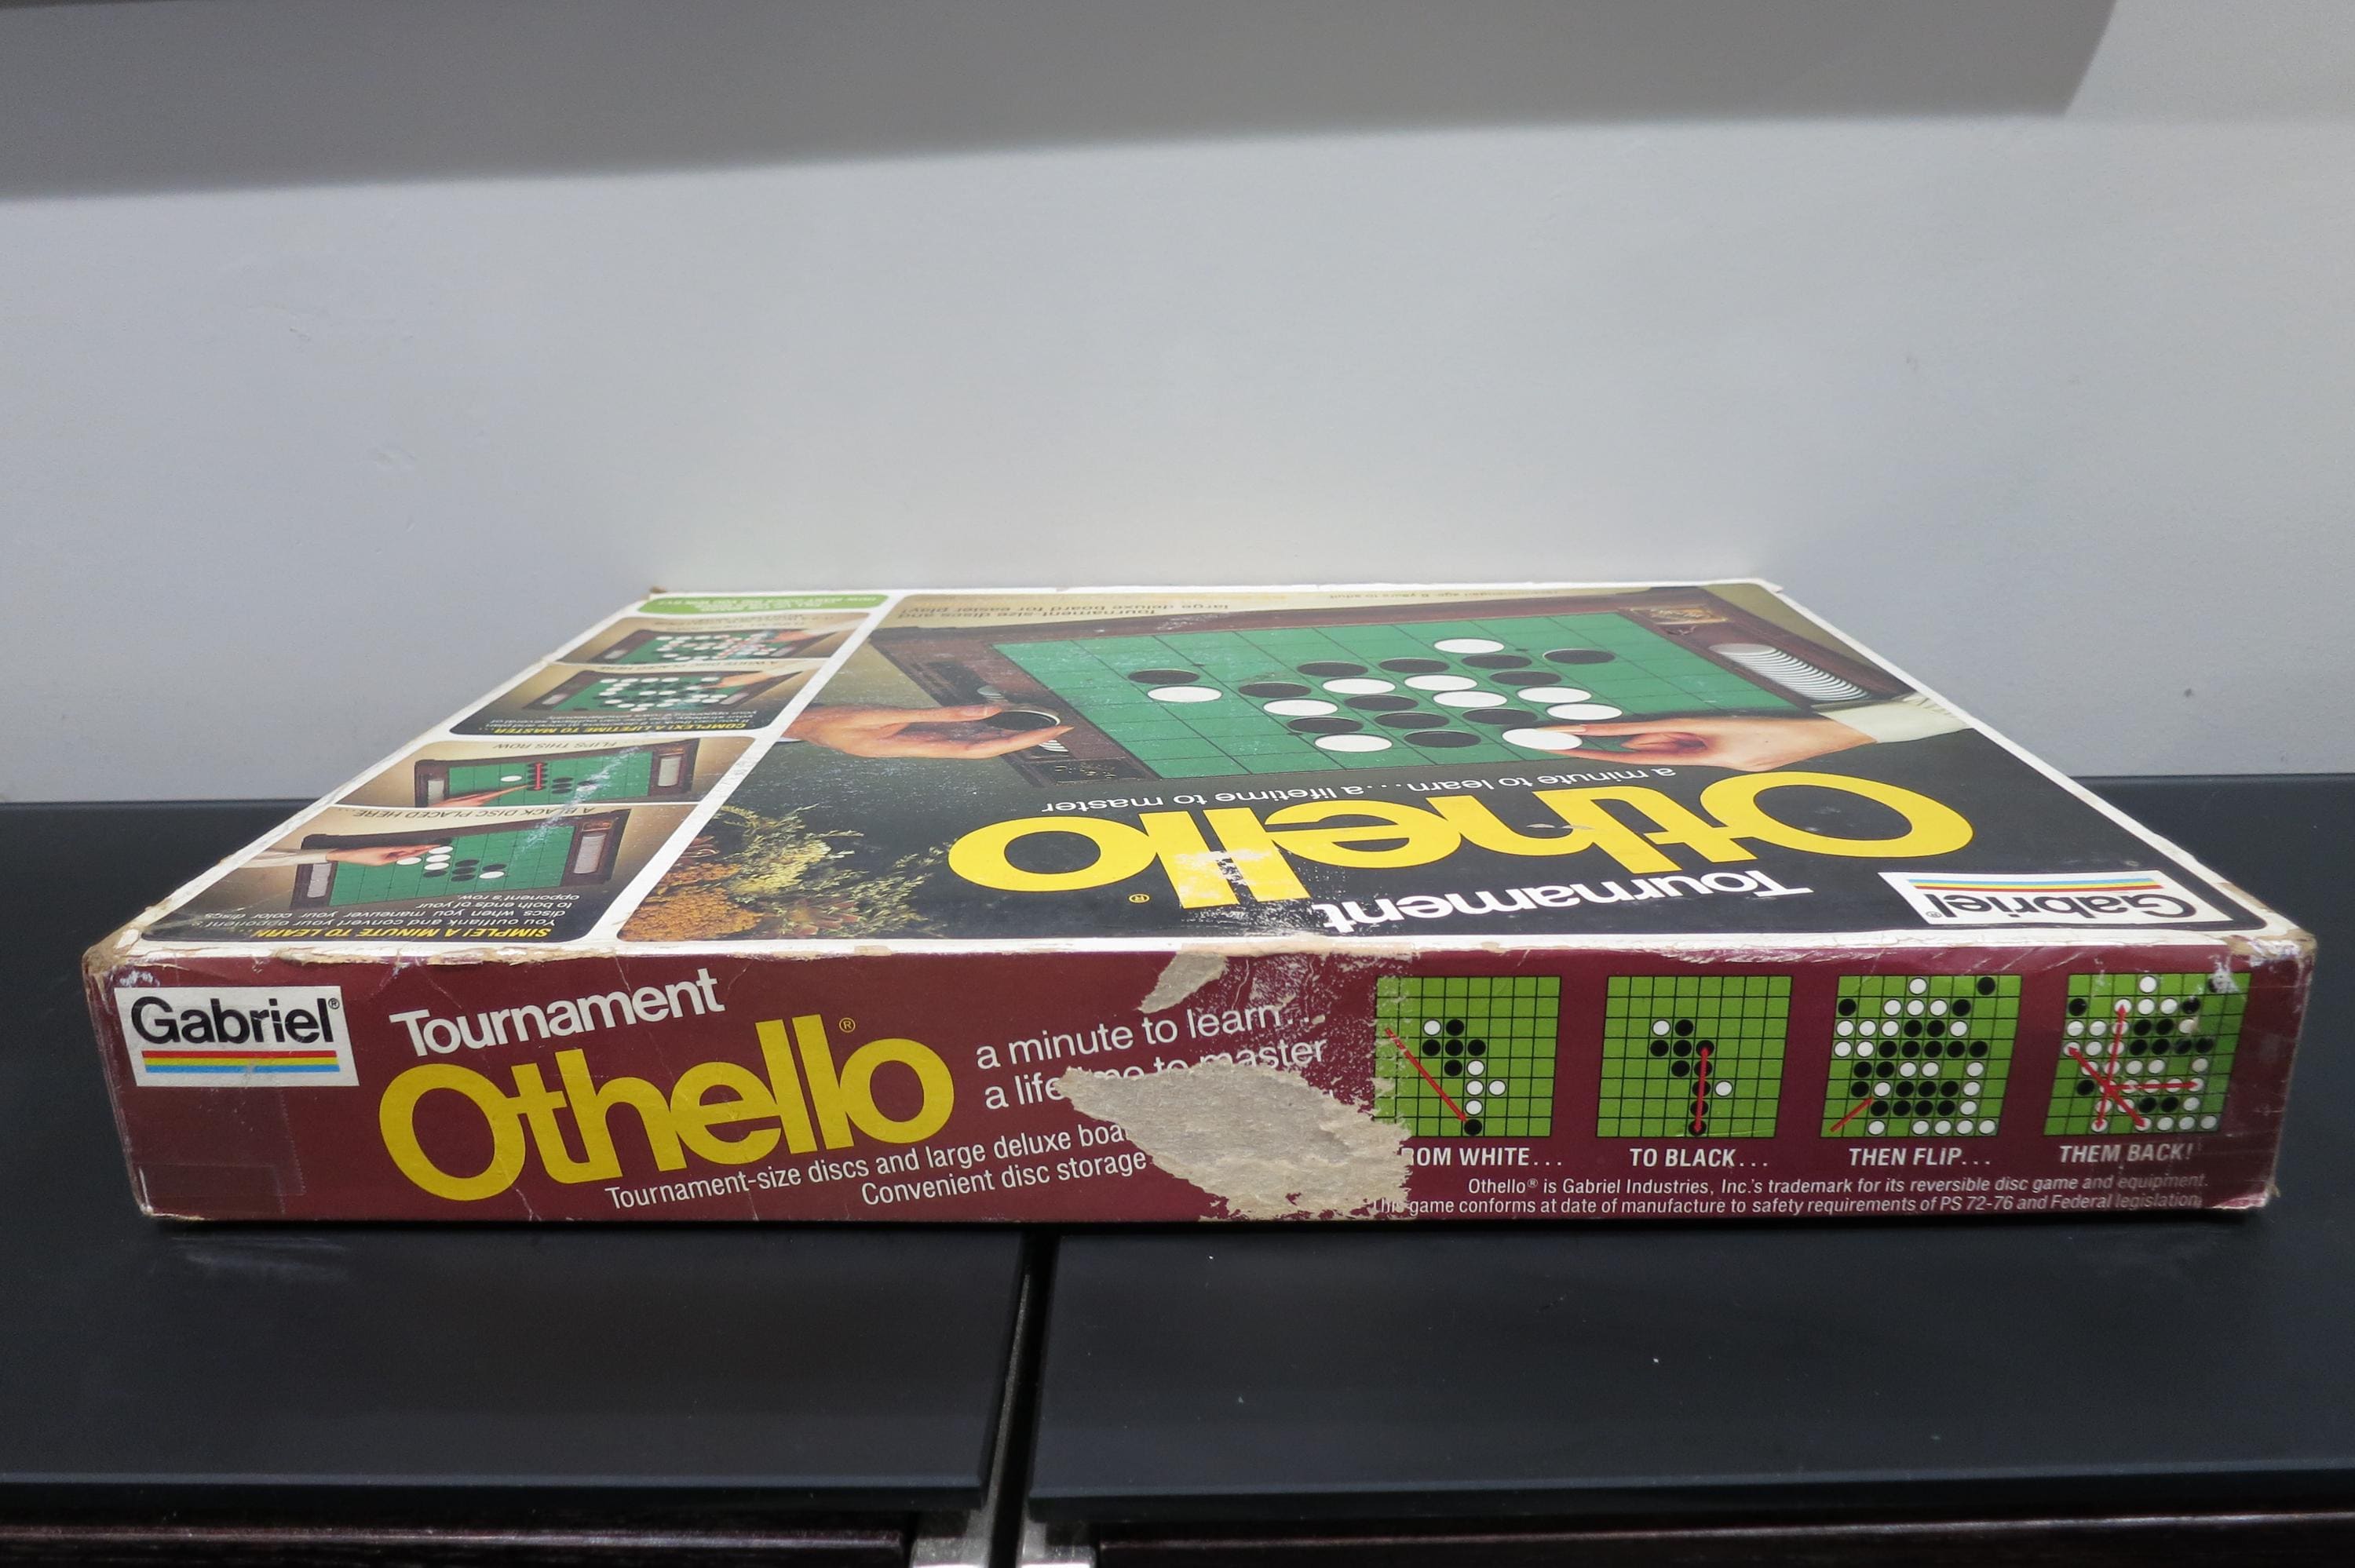 Gabriel®
Tournament
Othello®
a minute to learn...
a lifetime to master
Tournament-size discs and large deluxe
Convenient disc storage
WHITE...
TO BLACK...
THEN FLIP...
THEM BACK!
Othello® is Gabriel Industries, Inc.'s trademark for its reversible disc game and equipment.
This game conforms at date of manufacture to safety requirements of PS 72-76 and Federal legislation.
Gabriel®
Tournament
Othello®
a minute to learn...a lifetime to master
Tournament size discs and
large deluxe board for easier play!
SIMPLE! A MINUTE TO LEARN...
You outflank and convert your opponent's
discs when you maneuver your color discs
to both ends of your
opponent's row.
A BLACK DISC PLACED HERE...
FLIPS THIS ROW
COMPLEX! A LIFETIME TO MASTER...